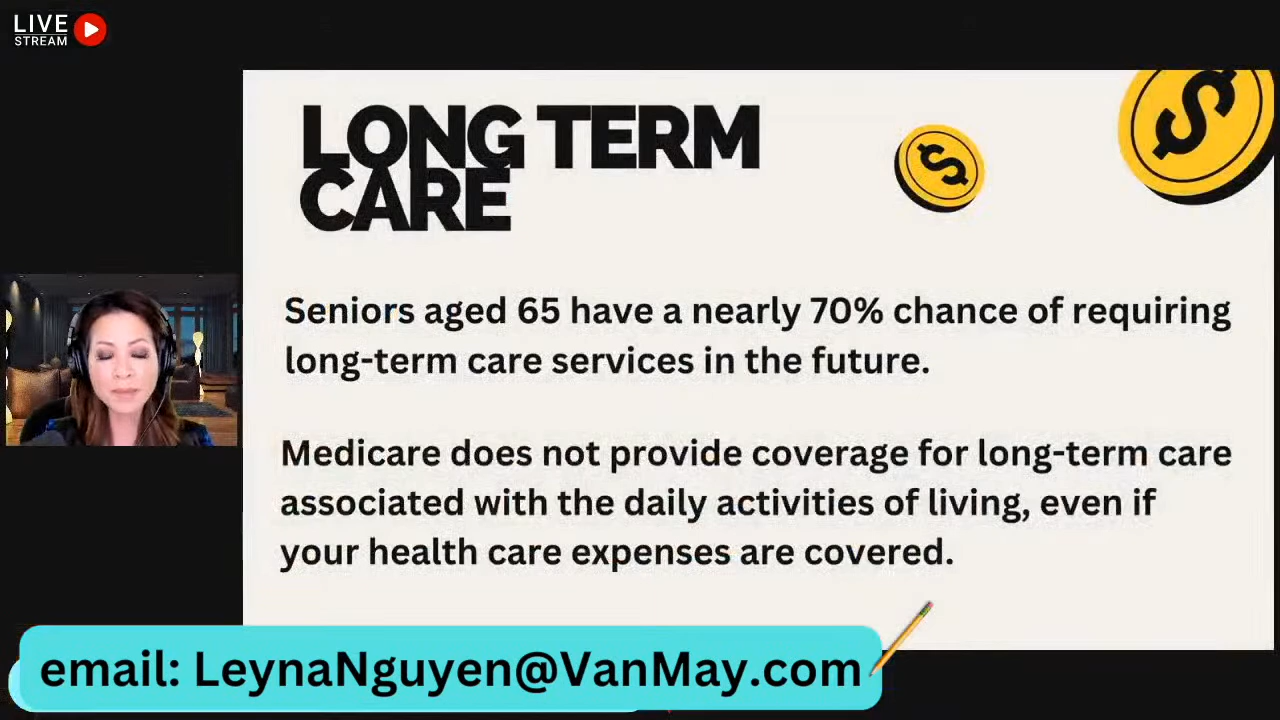 LIVE
STREAM
LONG TERM
CARE
Seniors aged 65 have a nearly 70% chance of requiring
long-term care services in the future.
Medicare does not provide coverage for long-term care
associated with the daily activities of living, even if
your health care expenses are covered.
email: LeynaNguyen@VanMay.com